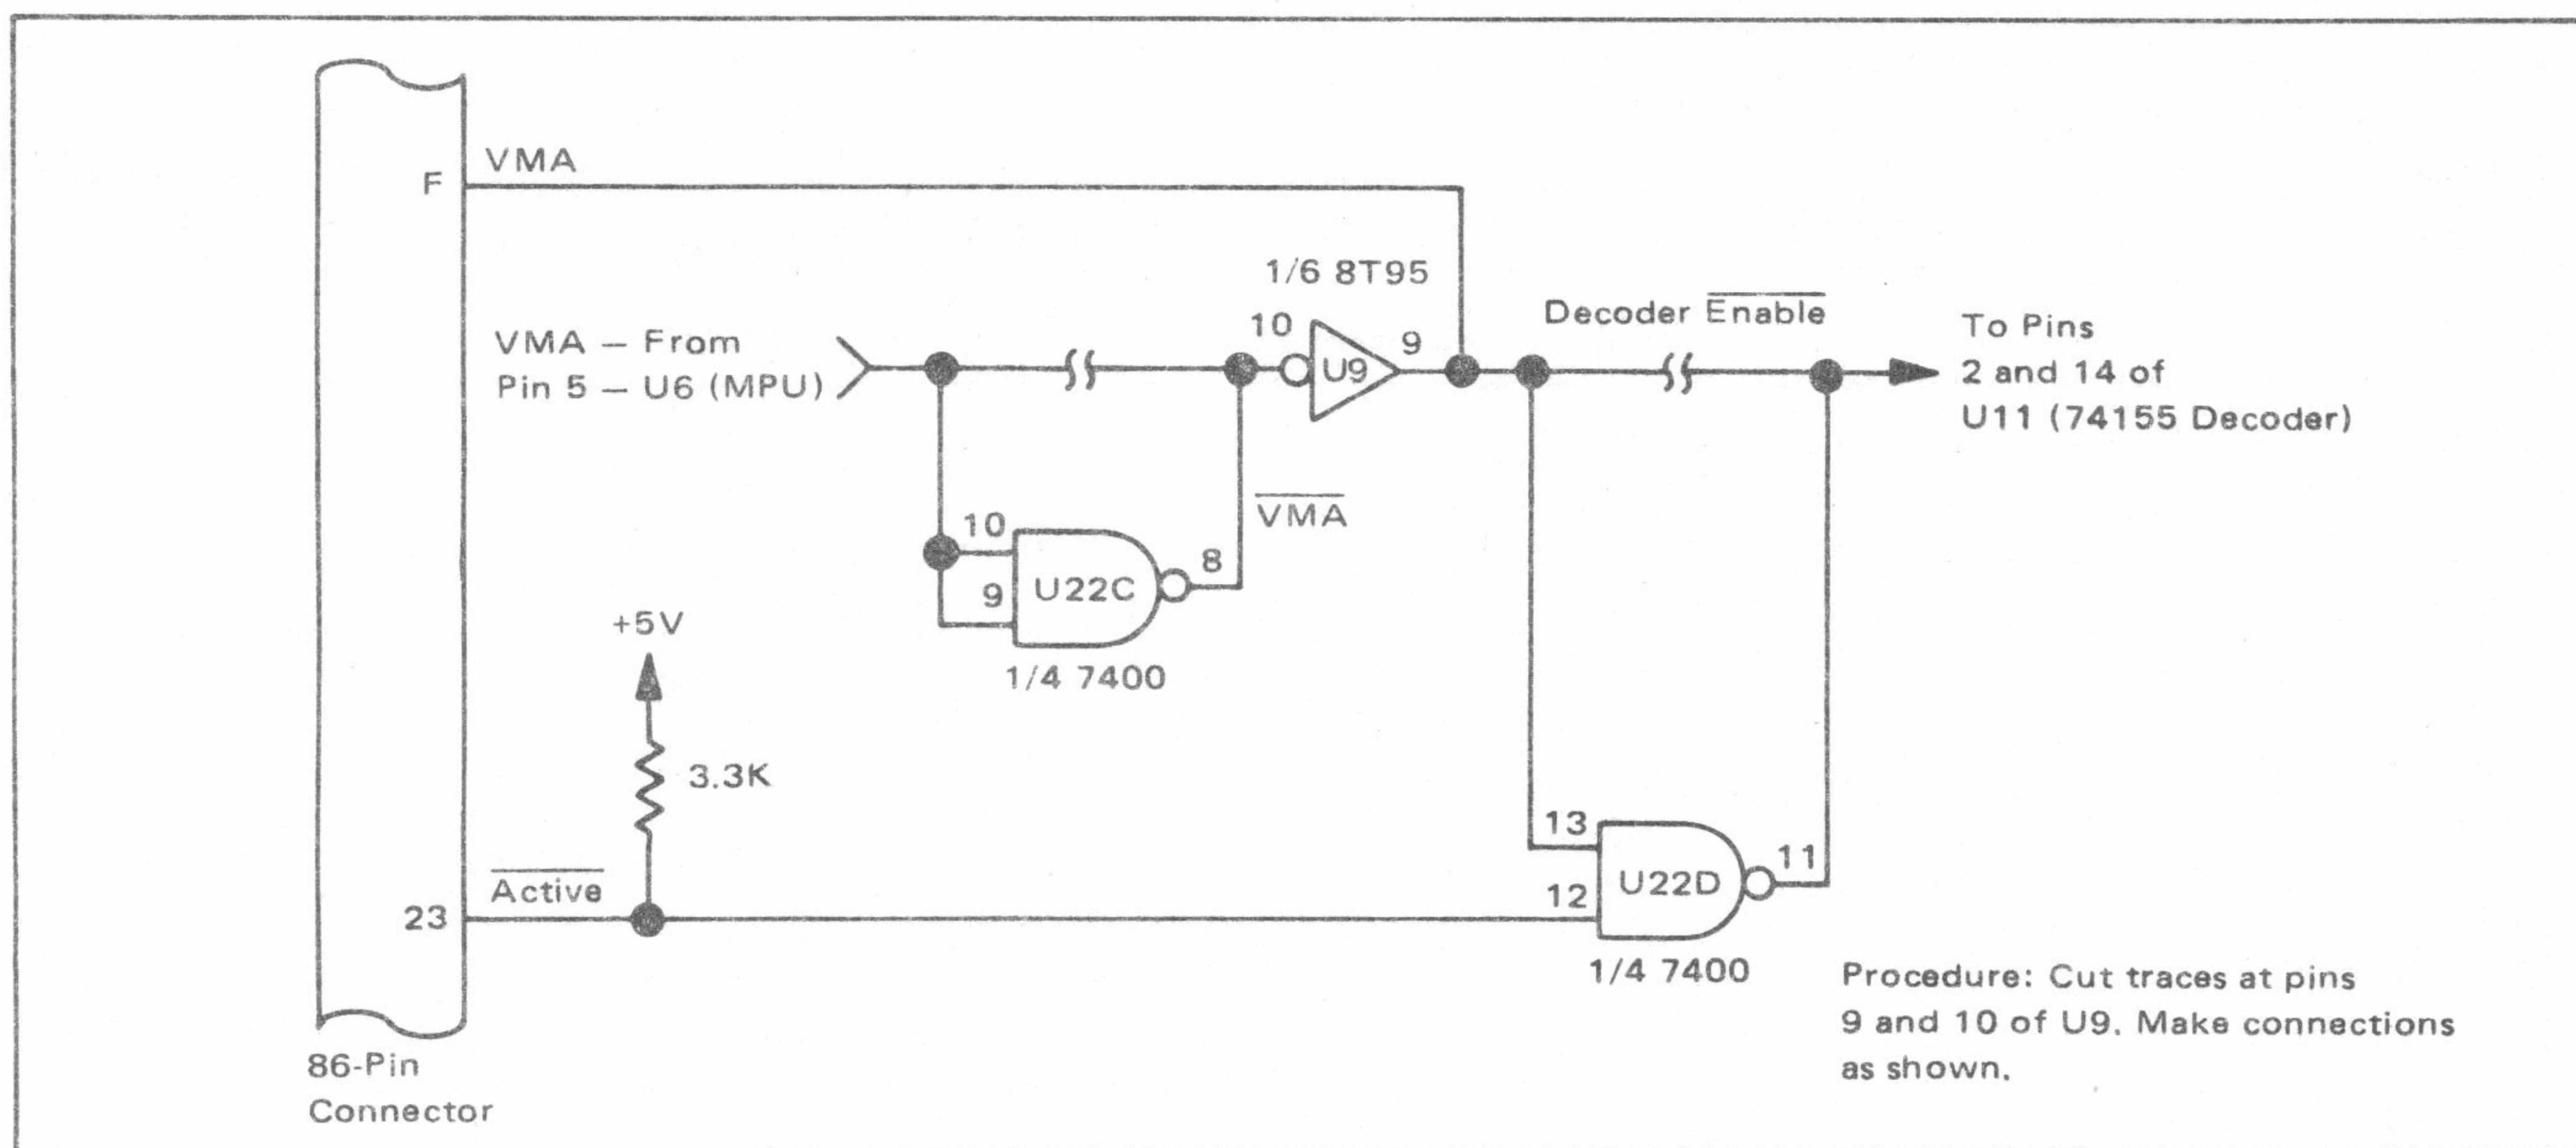 F
VMA
1/6 8T95
VMA – From
Pin 5 – U6 (MPU)
10
U9
9
Decoder Enable
To Pins
2 and 14 of
U11 (74155 Decoder)
VMA
10
9
U22C
8
1/4 7400
+5V
3.3K
Active
23
13
12
U22D
11
1/4 7400
Procedure: Cut traces at pins
9 and 10 of U9. Make connections
as shown.
86-Pin
Connector